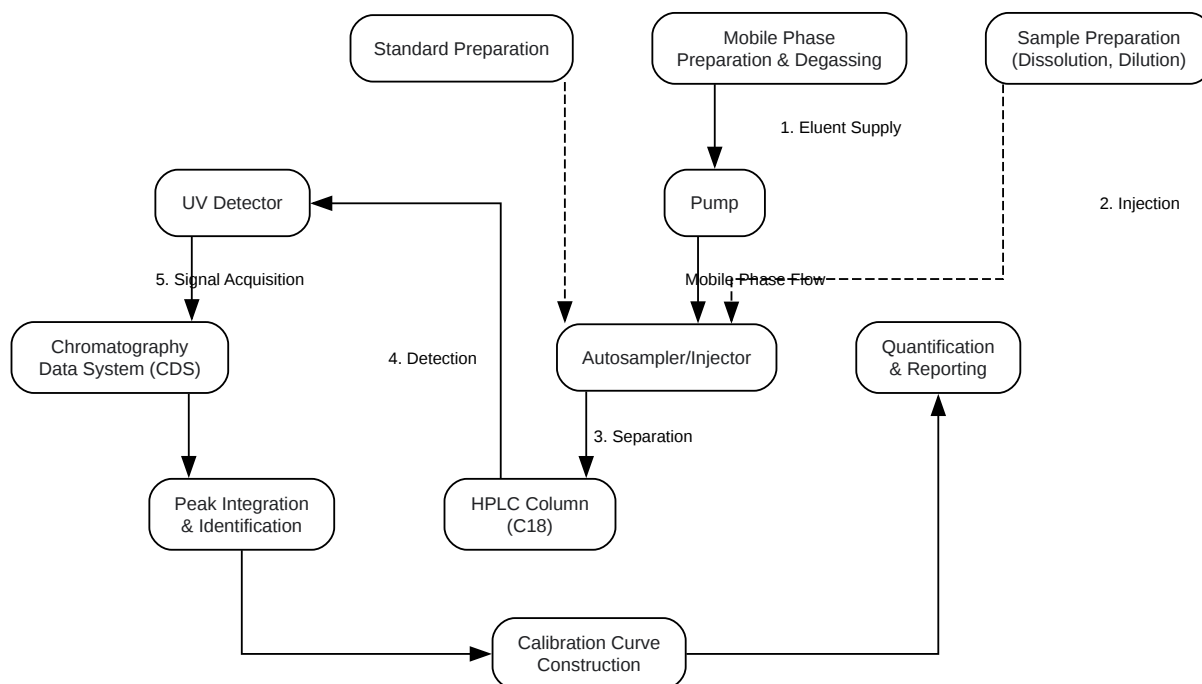 Standard Preparation
Mobile Phase
Preparation & Degassing
Sample Preparation
(Dissolution, Dilution)
1. Eluent Supply
UV Detector
Pump
2. Injection
5. Signal Acquisition
Mobile Phase Flow
Chromatography
Data System (CDS)
4. Detection
Autosampler/Injector
Quantification
& Reporting
3. Separation
Peak Integration
& Identification
HPLC Column
(C18)
Calibration Curve
Construction